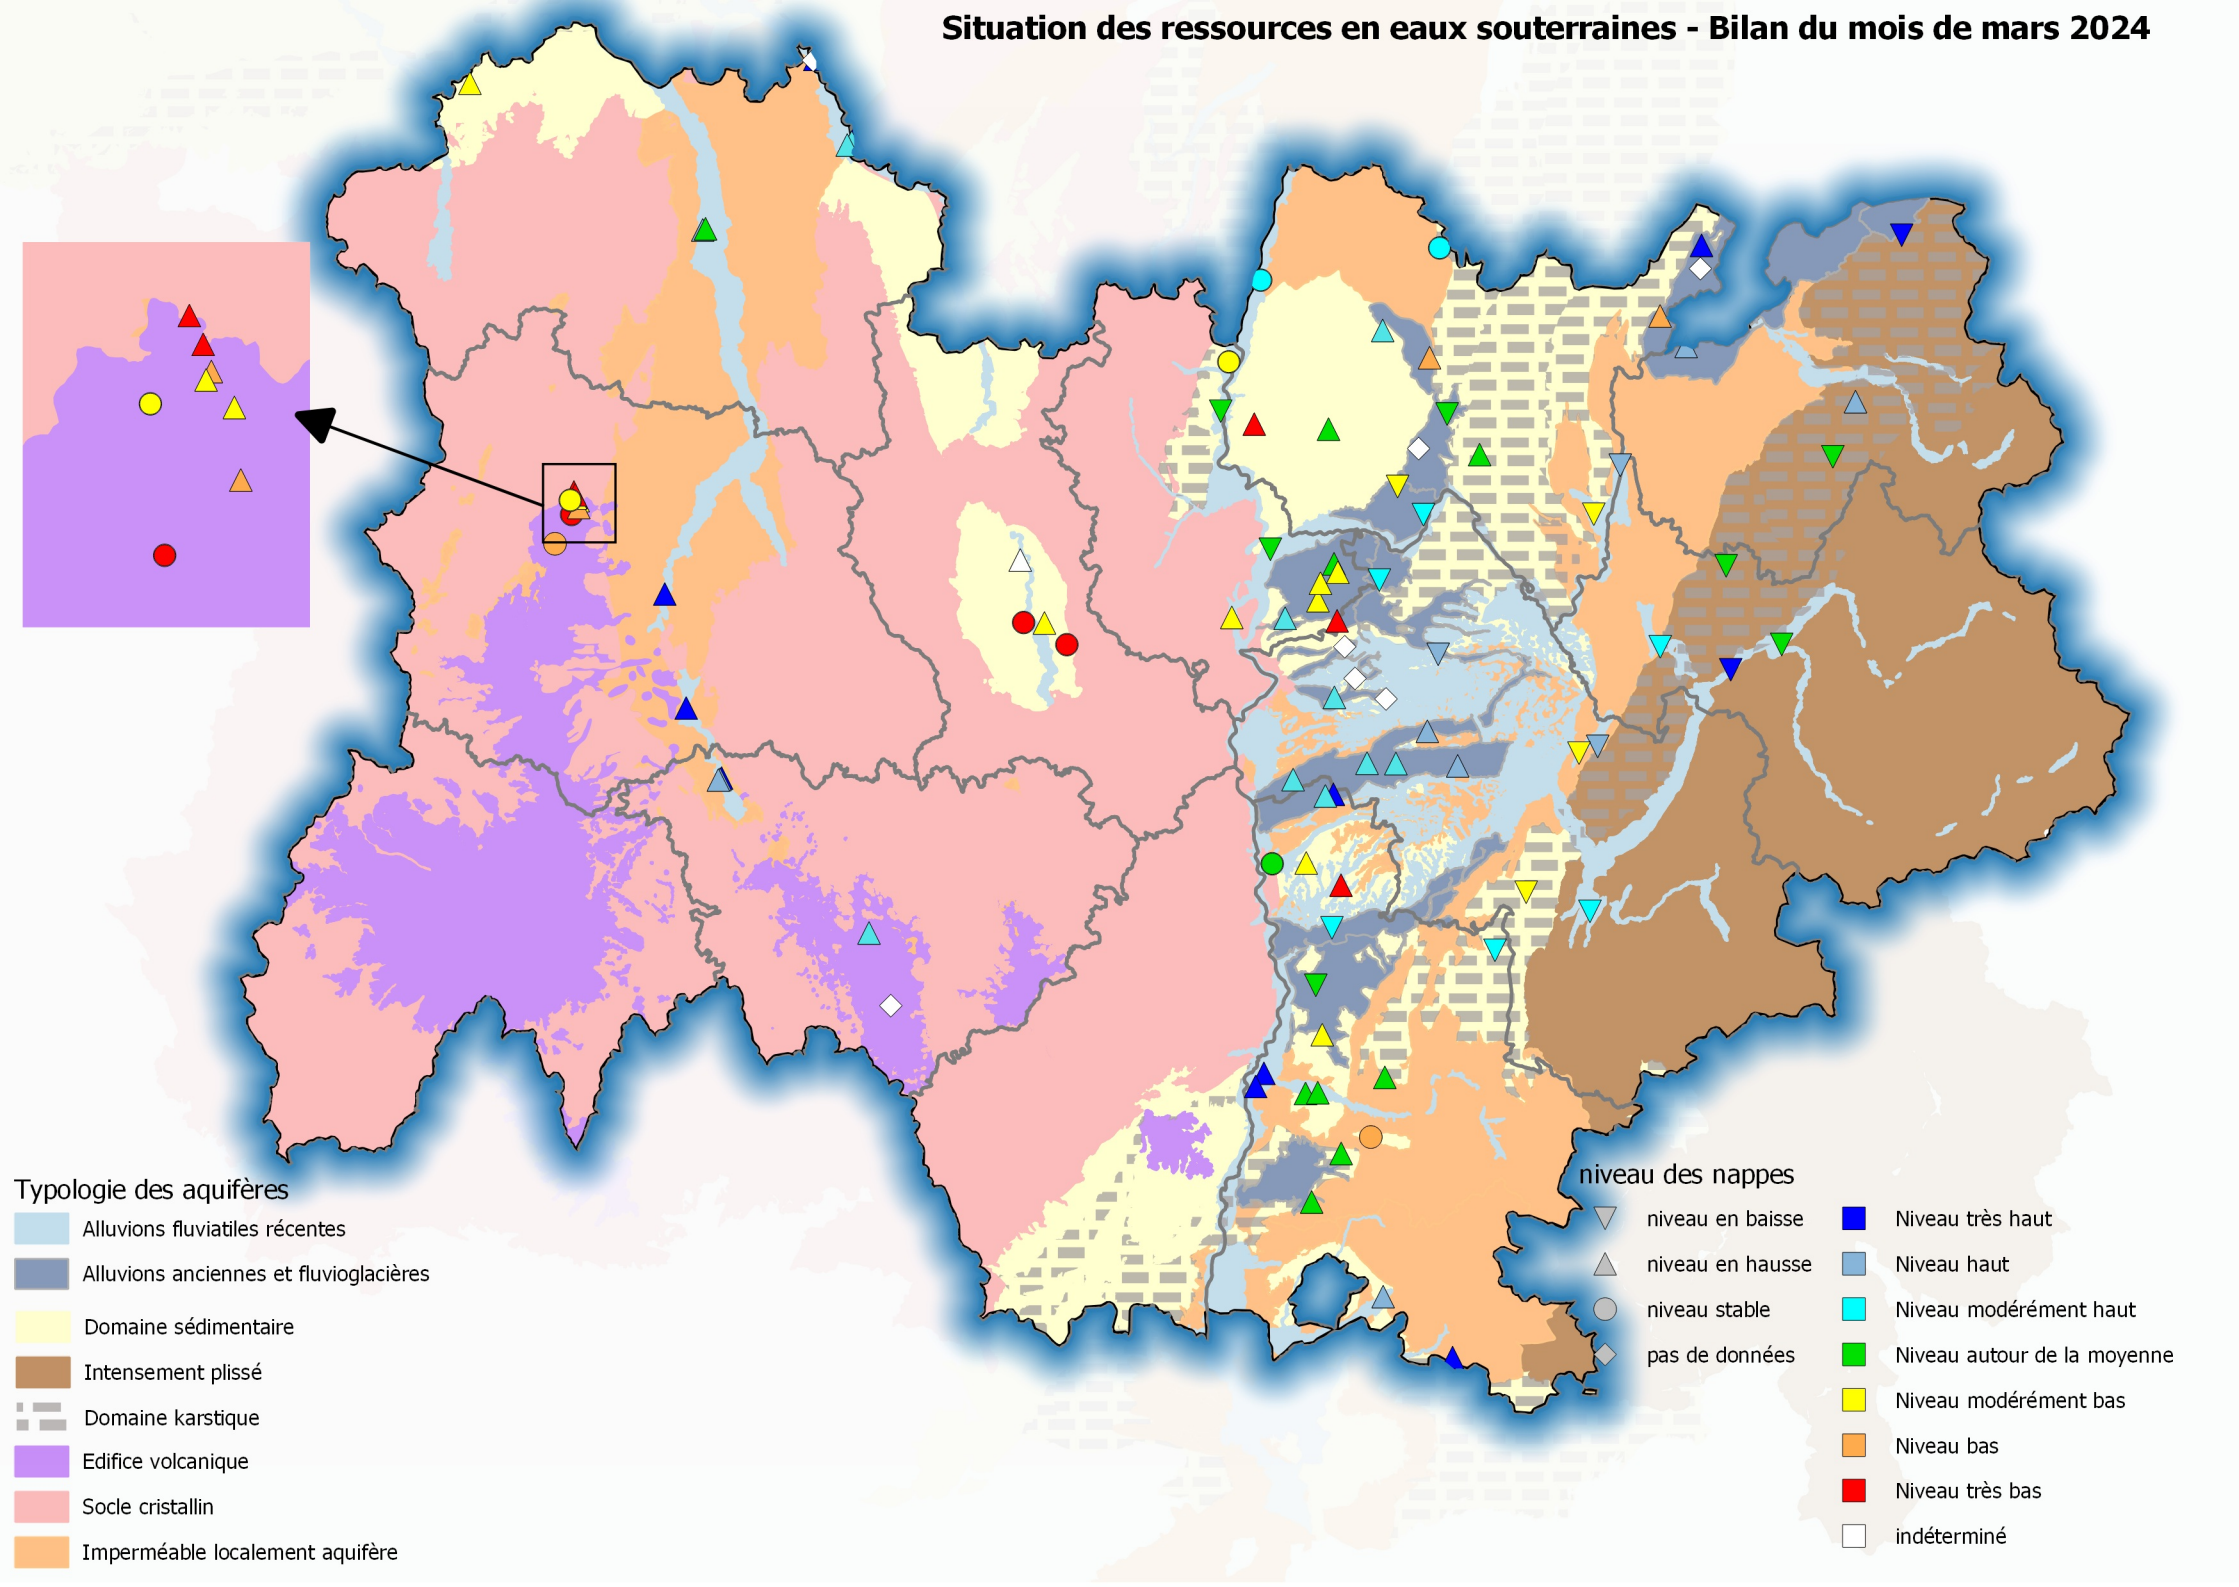 Situation des ressources en eaux souterraines - Bilan du mois de mars 2024
Typologie des aquifères
Alluvions fluviatiles récentes
Alluvions anciennes et fluvioglacières
Domaine sédimentaire
Intensement plissé
Domaine karstique
Edifice volcanique
Socle cristallin
Imperméable localement aquifère
niveau des nappes
niveau en baisse
niveau en hausse
niveau stable
pas de données
Niveau très haut
Niveau haut
Niveau modérément haut
Niveau autour de la moyenne
Niveau modérément bas
Niveau bas
Niveau très bas
indéterminé